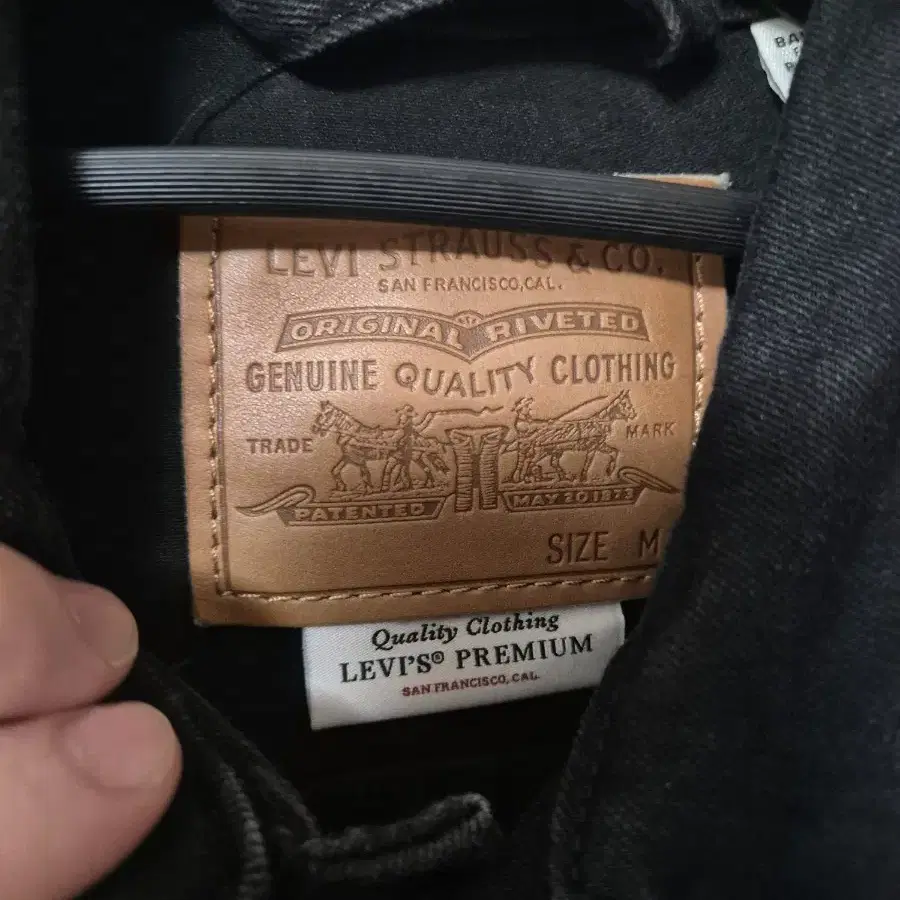 LEVI STRAUSS & CO.
SAN FRANCISCO, CAL.
ORIGINAL RIVETED
GENUINE QUALITY CLOTHING
TRADE MARK
PATENTED MAY 20 1873
SIZE M
Quality Clothing
LEVI'S® PREMIUM
SAN FRANCISCO, CAL.